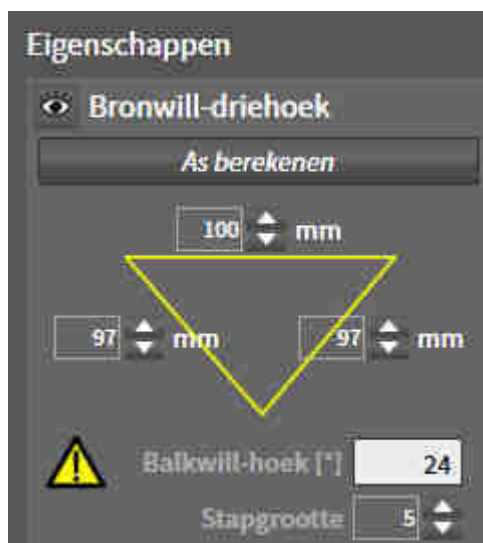 Eigenschappen
Bronwill-driehoek
As berekenen
100 mm
97 mm 97 mm
Balkwill-hoek [°] 24
Stapgrootte 5